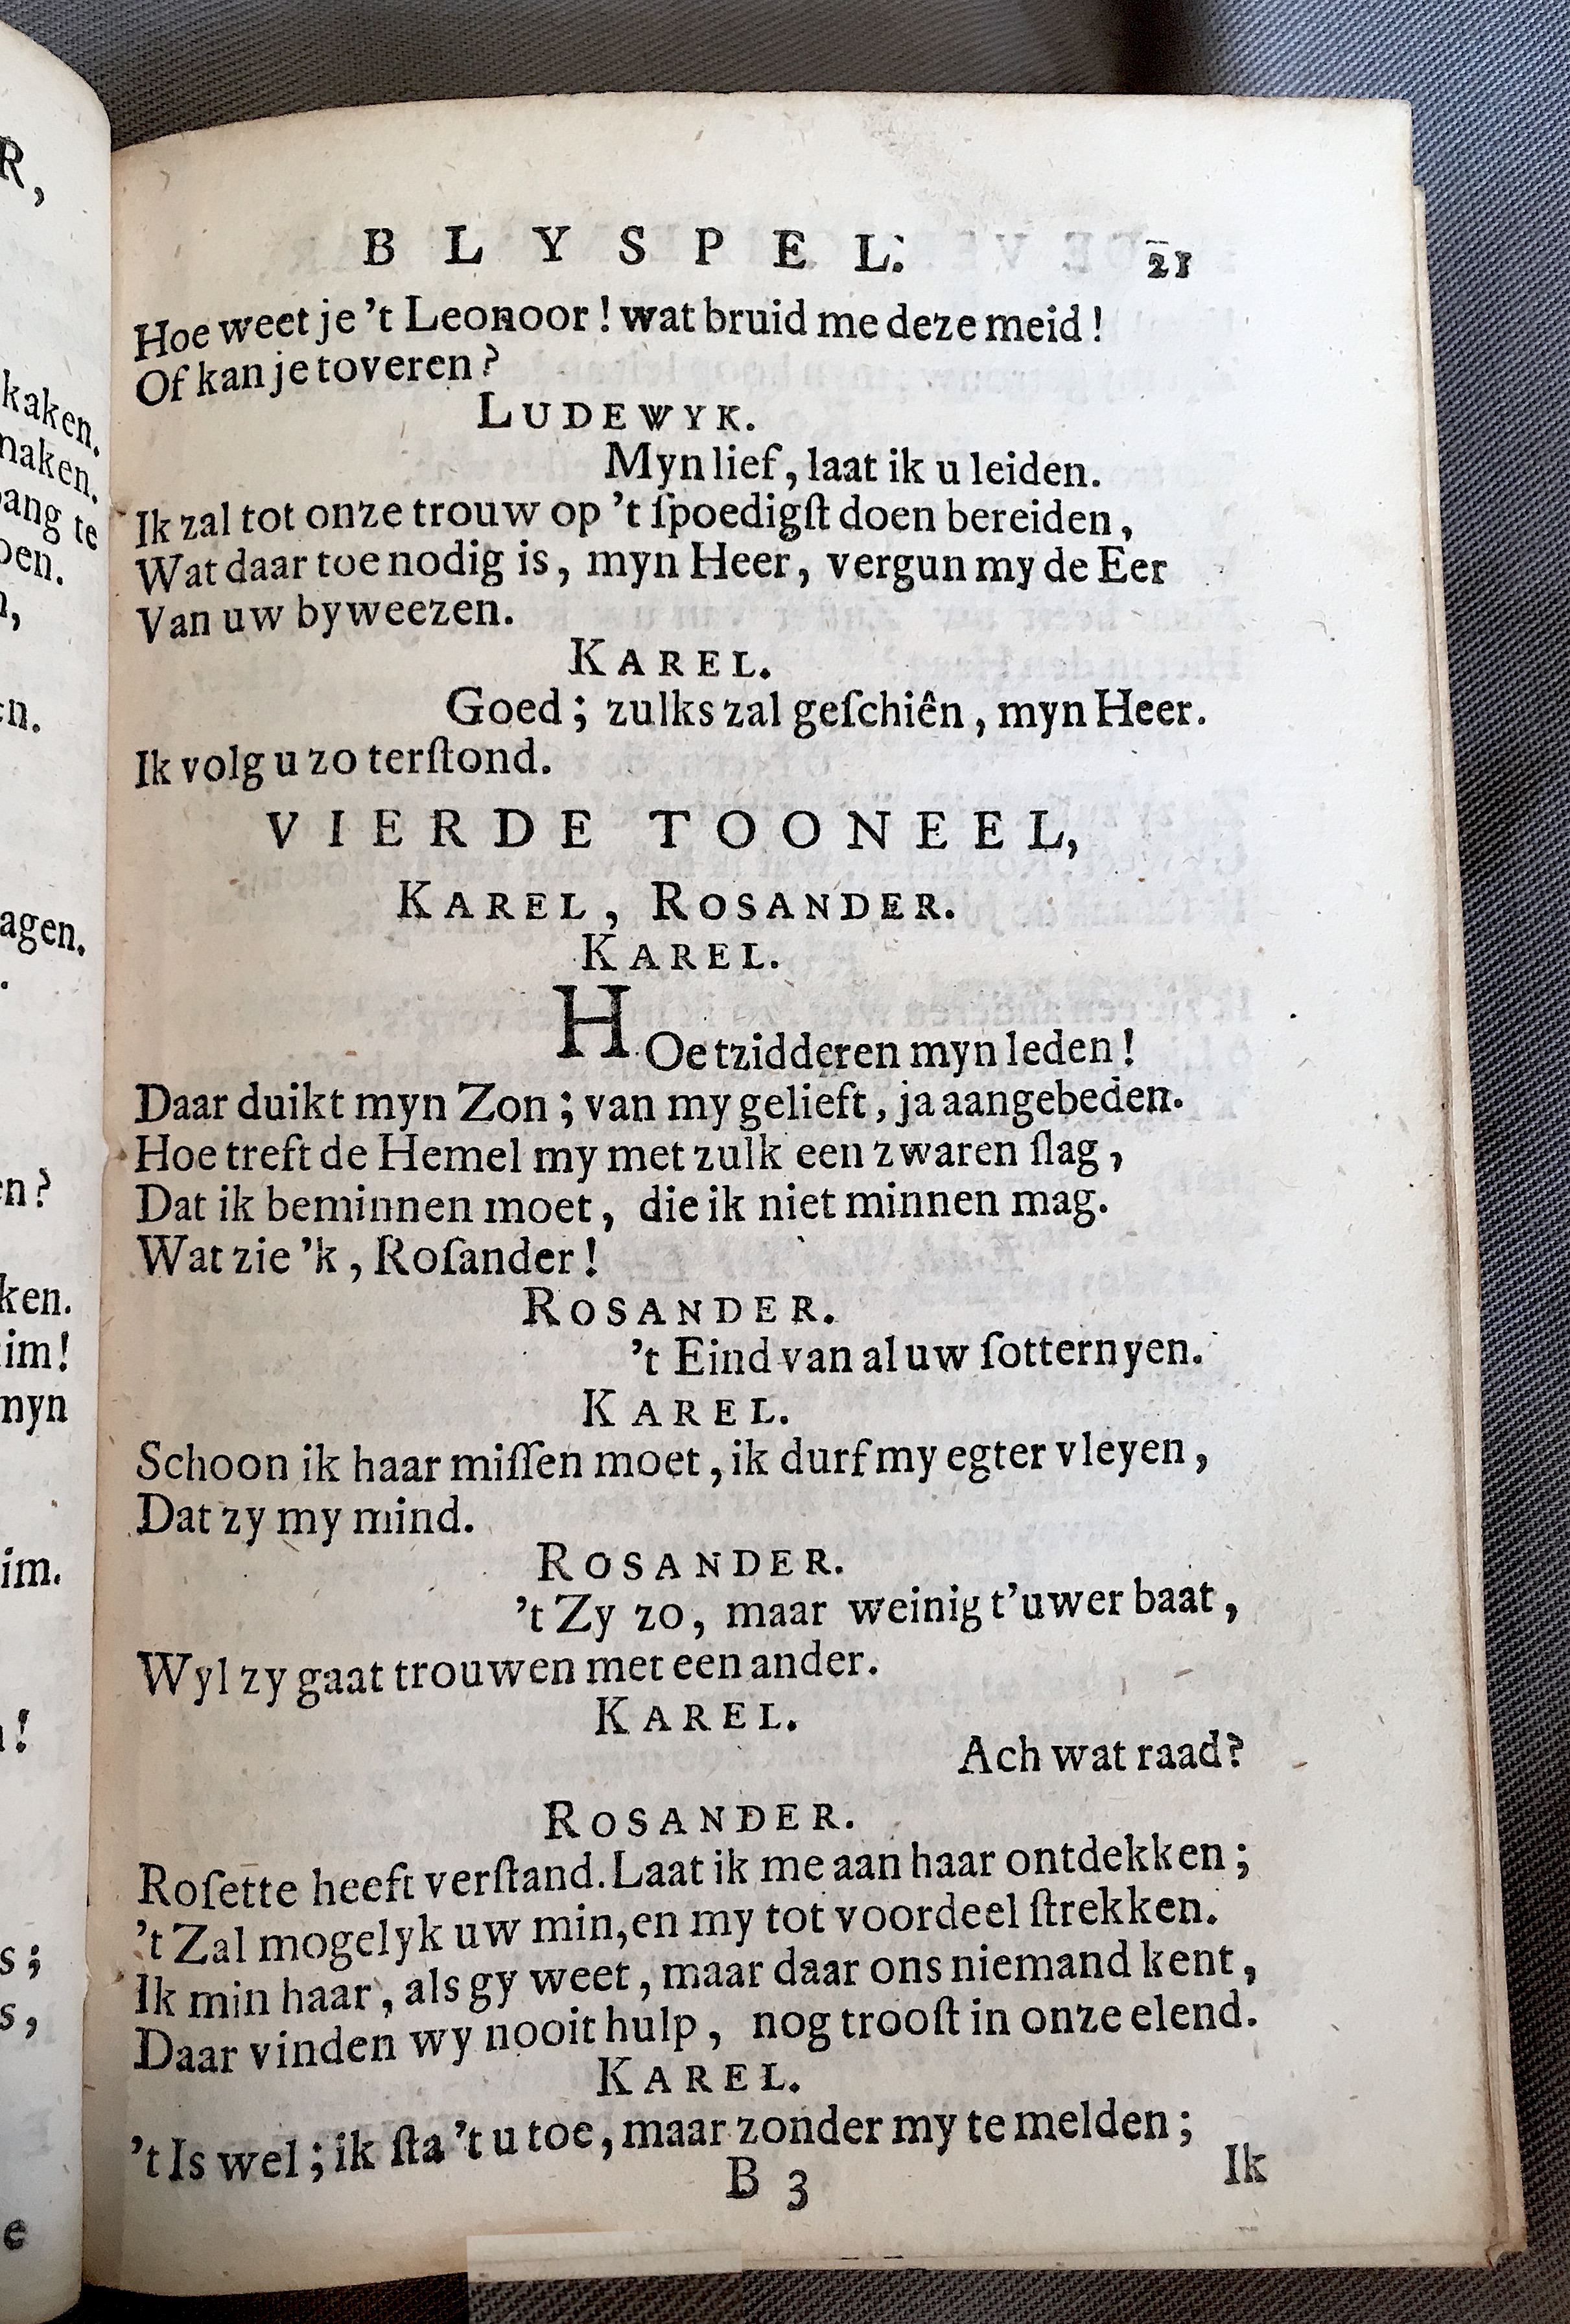 BLYSPEL. 21
Hoe weet je 't Leonoor! wat bruid me deze meid!
Of kan je toveren?
LUDEWYK.
Myn lief, laat ik u leiden.
Ik zal tot onze trouw op 't ſpoedigſt doen bereiden,
Wat daar toe nodig is, myn Heer, vergun my de Eer
Van uw byweezen.
KAREL.
Goed; zulks zal geſchiên, myn Heer.
Ik volg u zo terſtond.
VIERDE TOONEEL,
KAREL, ROSANDER.
KAREL.
HOe tzidderen myn leden!
Daar duikt myn Zon; van my gelieft, ja aangebeden.
Hoe treft de Hemel my met zulk een zwaren ſlag,
Dat ik beminnen moet, die ik niet minnen mag.
Wat zie 'k, Roſander!
ROSANDER.
't Eind van al uw ſotternyen.
KAREL.
Schoon ik haar miſſen moet, ik durf my egter vleyen,
Dat zy my mind.
ROSANDER.
't Zy zo, maar weinig t'uwer baat,
Wyl zy gaat trouwen met een ander.
KAREL.
Ach wat raad?
ROSANDER.
Roſette heeft verſtand. Laat ik me aan haar ontdekken;
't Zal mogelyk uw min, en my tot voordeel ſtrekken.
Ik min haar, als gy weet, maar daar ons niemand kent,
Daar vinden wy nooit hulp, nog trooſt in onze elend.
KAREL.
't Is wel; ik ſta 't u toe, maar zonder my te melden;
B 3 Ik